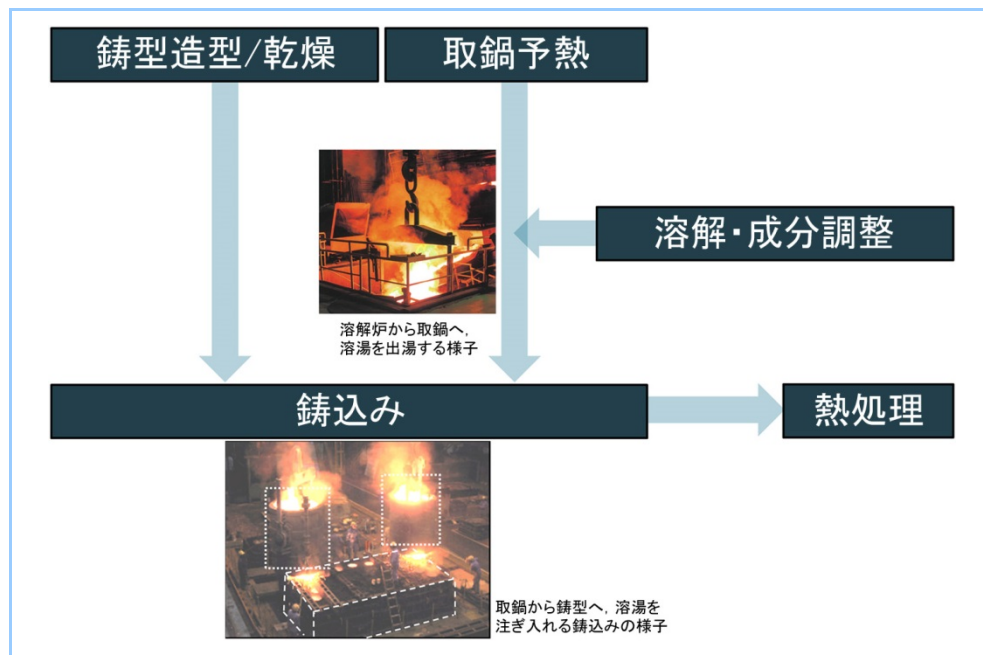 鋳型造型/乾燥
取鍋予熱
溶解・成分調整
溶解炉から取鍋へ,
溶湯を出湯する様子
鋳込み
熱処理
取鍋から鋳型へ, 溶湯を
注ぎ入れる鋳込みの様子